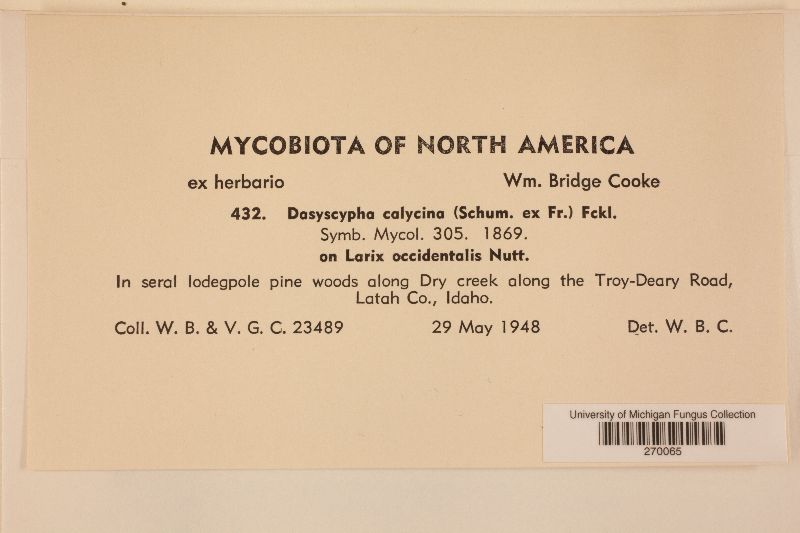 MYCOBIOTA OF NORTH AMERICA
ex herbario Wm. Bridge Cooke
432. Dasyscypha calycina (Schum. ex Fr.) Fckl.
Symb. Mycol. 305. 1869.
on Larix occidentalis Nutt.
In seral lodegpole pine woods along Dry creek along the Troy-Deary Road,
Latah Co., Idaho.
Coll. W. B. & V. G. C. 23489 29 May 1948 Det. W. B. C.
University of Michigan Fungus Collection
270065